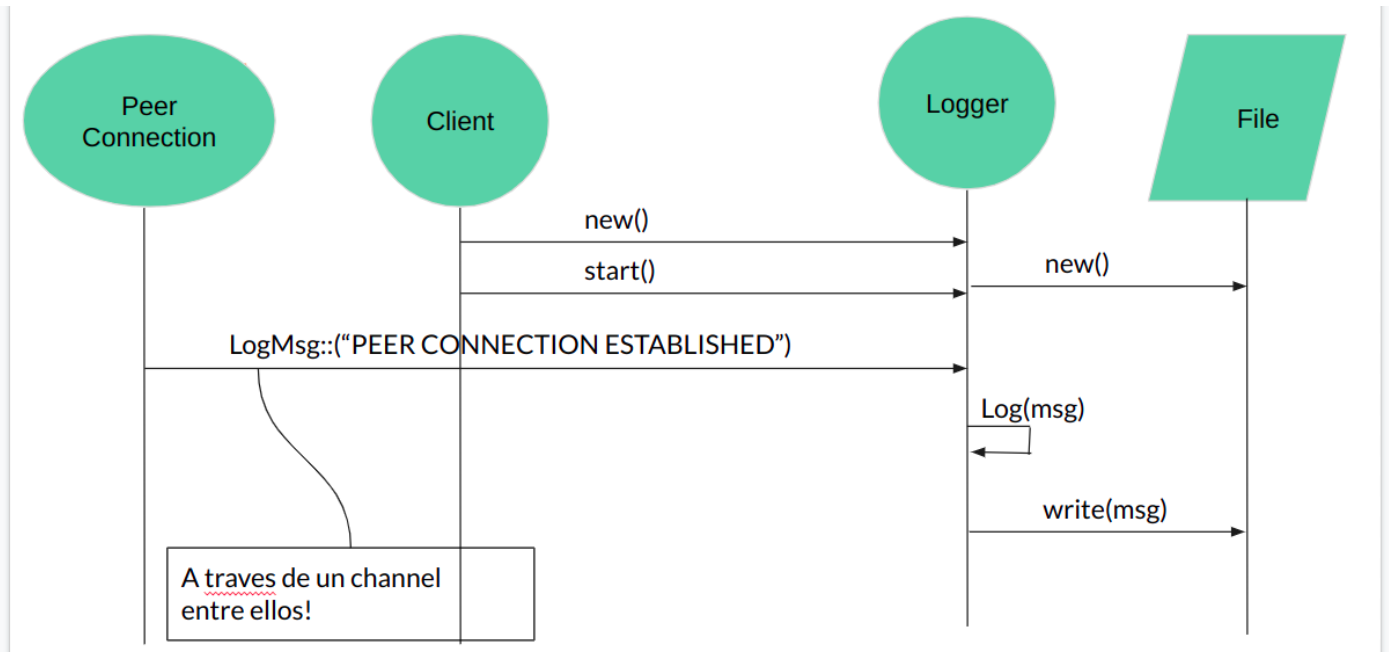 Peer
Connection
Client
Logger
File
new()
start()
new()
LogMsg::(“PEER CONNECTION ESTABLISHED”)
Log(msg)
write(msg)
A traves de un channel
entre ellos!